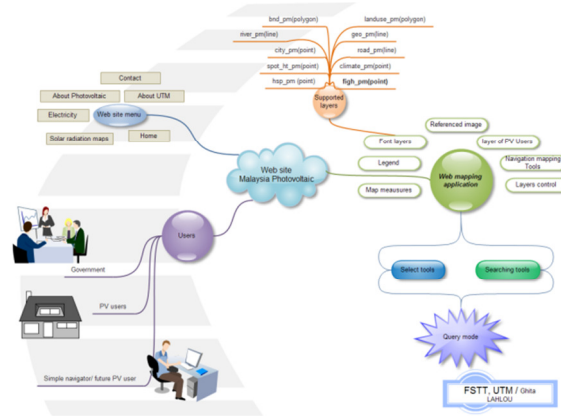 bnd_pm(polygon)
landuse_pm(polygon)
river_pm(line)
geo_pm(line)
city_pm(point)
road_pm(line)
spot_ht_pm(point)
climate_pm(point)
hsp_pm (point)
figh_pm(point)
Supported
layers
Contact
About Photovoltaic
About UTM
Electricity
Web site menu
Solar radiation maps
Home
Referenced image
Font layers
layer of PV Users
Legend
Navigation mapping
Tools
Map meausures
Layers control
Web mapping
application
Web site
Malaysia Photovoltaic
Users
Government
PV users
Simple navigator/ future PV user
Select tools
Searching tools
Query mode
FSTT, UTM / Ghita
LAHLOU